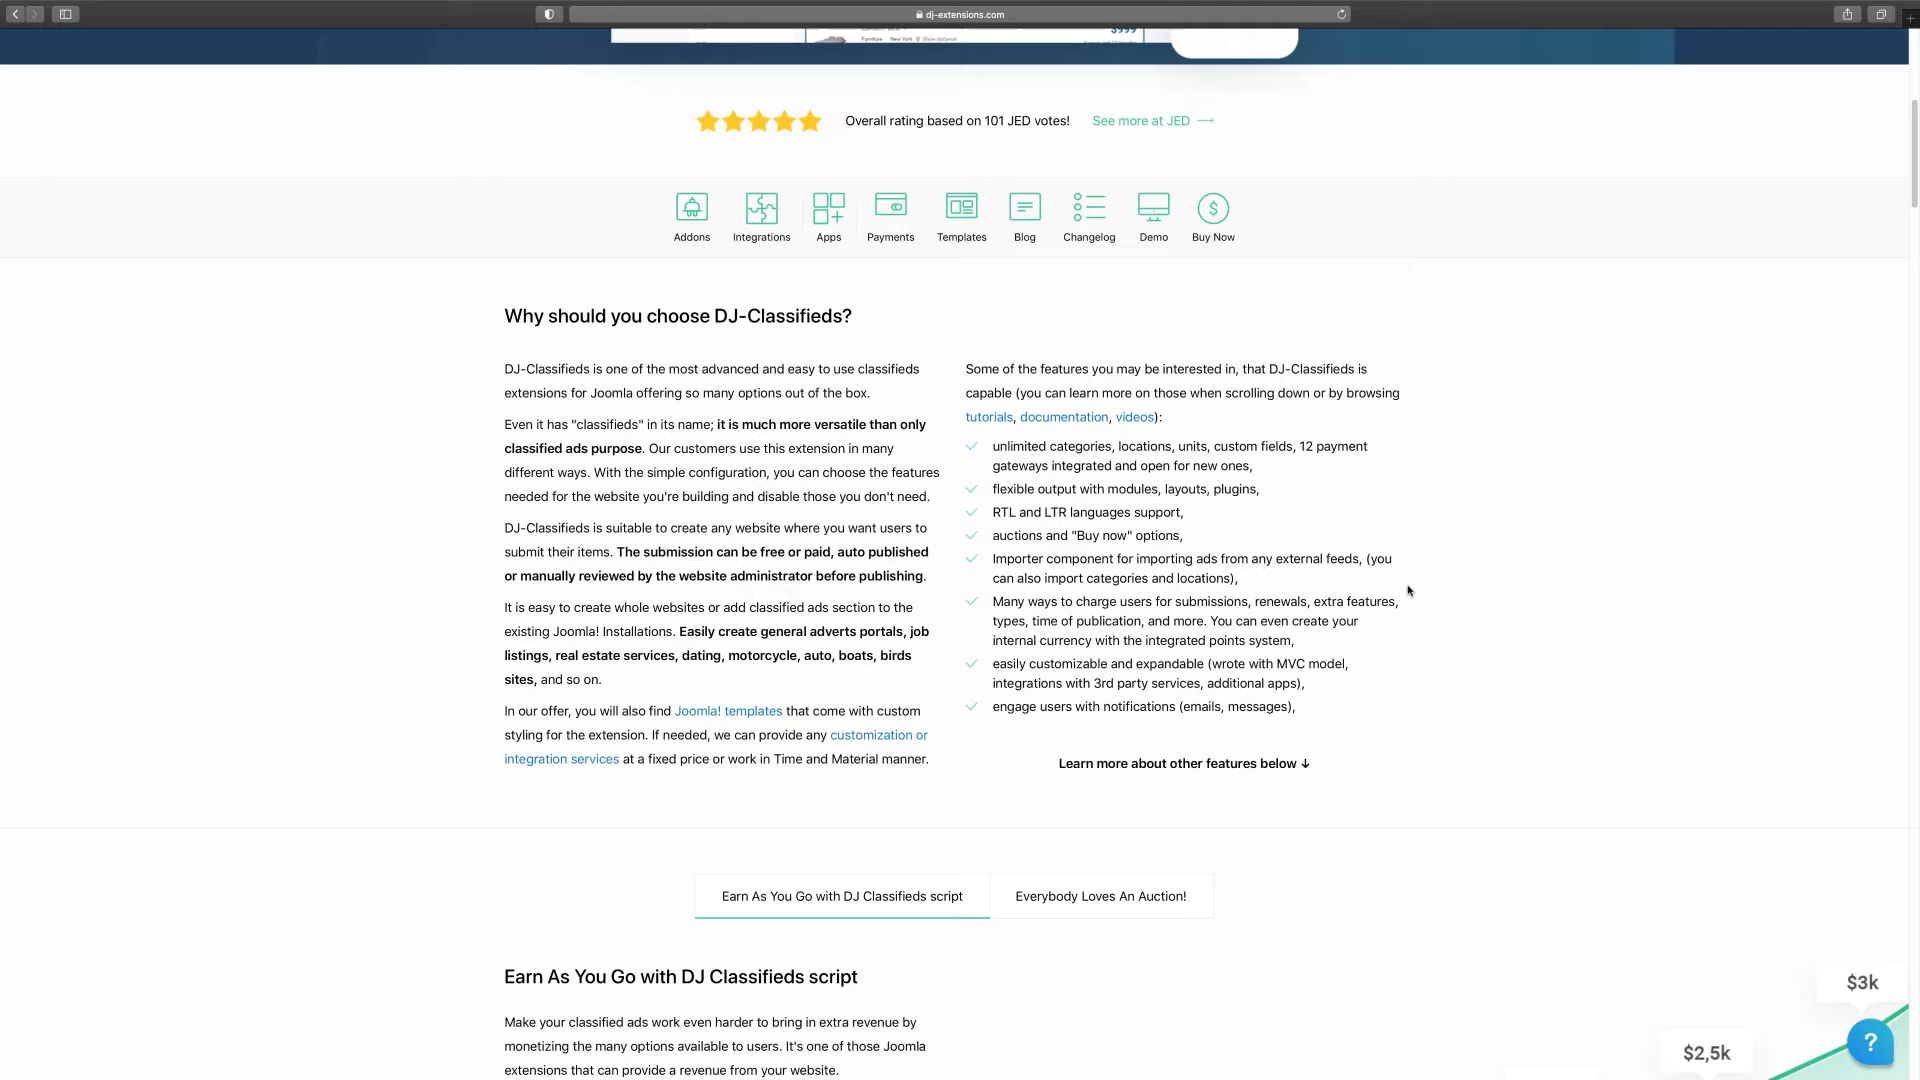 dj-extensions.com
$999
Furniture New York Show distance
Overall rating based on 101 JED votes!
See more at JED →
Addons
Integrations
Apps
Payments
Templates
Blog
Changelog
Demo
Buy Now
Why should you choose DJ-Classifieds?
DJ-Classifieds is one of the most advanced and easy to use classifieds
extensions for Joomla offering so many options out of the box.
Even it has "classifieds" in its name; it is much more versatile than only
classified ads purpose. Our customers use this extension in many
different ways. With the simple configuration, you can choose the features
needed for the website you're building and disable those you don't need.
DJ-Classifieds is suitable to create any website where you want users to
submit their items. The submission can be free or paid, auto published
or manually reviewed by the website administrator before publishing.
It is easy to create whole websites or add classified ads section to the
existing Joomla! Installations. Easily create general adverts portals, job
listings, real estate services, dating, motorcycle, auto, boats, birds
sites, and so on.
In our offer, you will also find Joomla! templates that come with custom
styling for the extension. If needed, we can provide any customization or
integration services at a fixed price or work in Time and Material manner.
Some of the features you may be interested in, that DJ-Classifieds is
capable (you can learn more on those when scrolling down or by browsing
tutorials, documentation, videos):
unlimited categories, locations, units, custom fields, 12 payment
gateways integrated and open for new ones,
flexible output with modules, layouts, plugins,
RTL and LTR languages support,
auctions and "Buy now" options,
Importer component for importing ads from any external feeds, (you
can also import categories and locations),
Many ways to charge users for submissions, renewals, extra features,
types, time of publication, and more. You can even create your
internal currency with the integrated points system,
easily customizable and expandable (wrote with MVC model,
integrations with 3rd party services, additional apps),
engage users with notifications (emails, messages),
Learn more about other features below ↓
Earn As You Go with DJ Classifieds script
Everybody Loves An Auction!
Earn As You Go with DJ Classifieds script
Make your classified ads work even harder to bring in extra revenue by
monetizing the many options available to users. It's one of those Joomla
extensions that can provide a revenue from your website.
$3k
$2,5k
?